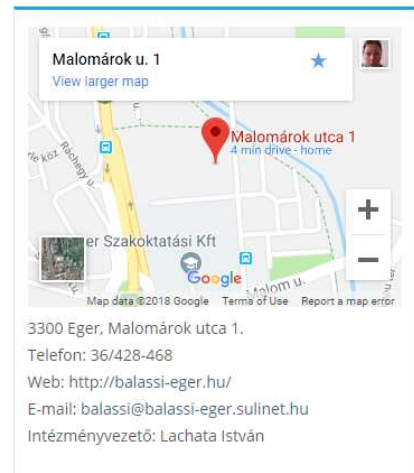 Malomárok u. 1
View larger map
Malomárok utca 1
4 min drive - home
köz
Ráchegy u.
er Szakoktatási Kft
Google
Malom u.
+
−
Map data ©2018 Google Terms of Use Report a map error
3300 Eger, Malomárok utca 1.
Telefon: 36/428-468
Web: http://balassi-eger.hu/
E-mail: balassi@balassi-eger.sulinet.hu
Intézményvezető: Lachata István